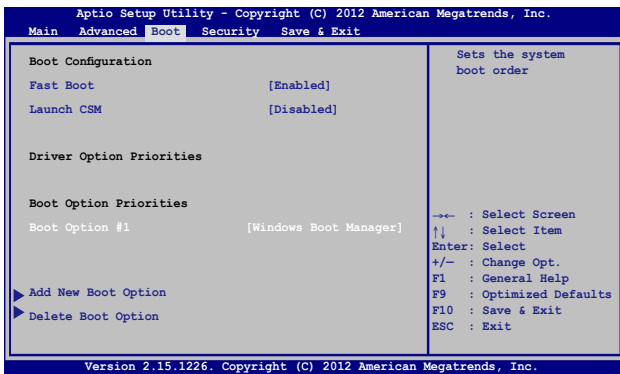 Aptio Setup Utility - Copyright (C) 2012 American Megatrends, Inc.
Main Advanced Boot Security Save & Exit
Boot Configuration
Fast Boot [Enabled]
Launch CSM [Disabled]
Driver Option Priorities
Boot Option Priorities
Boot Option #1 [Windows Boot Manager]
Add New Boot Option
Delete Boot Option
Sets the system
boot order
→← : Select Screen
↑↓ : Select Item
Enter: Select
+/— : Change Opt.
F1 : General Help
F9 : Optimized Defaults
F10 : Save & Exit
ESC : Exit
Version 2.15.1226. Copyright (C) 2012 American Megatrends, Inc.